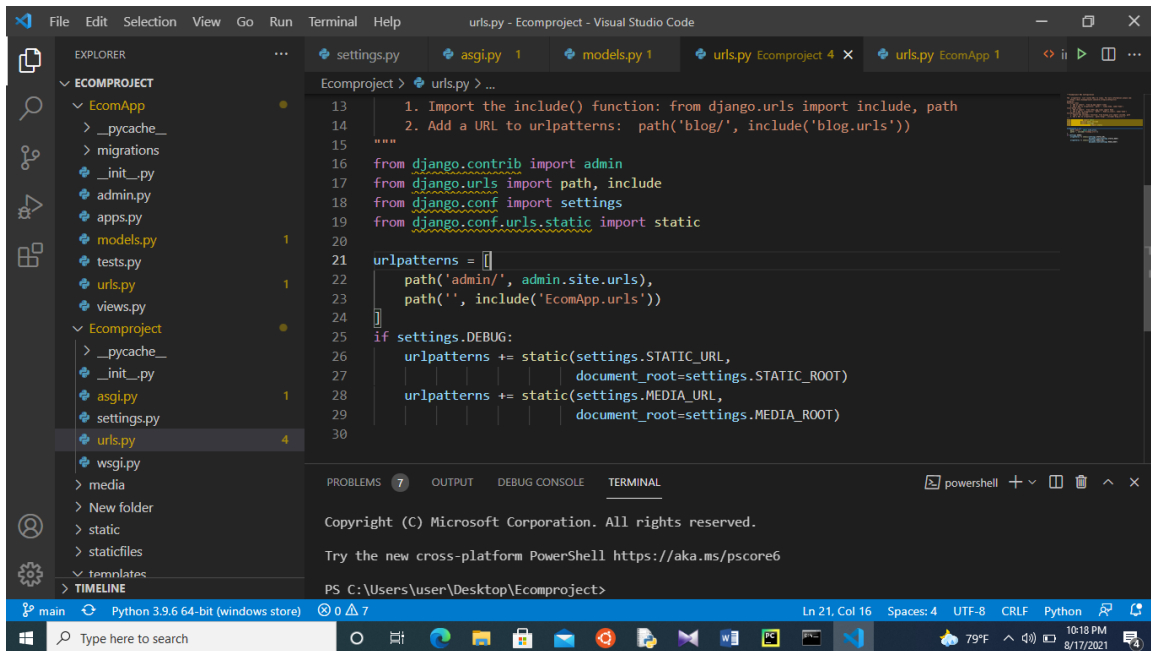 File Edit Selection View Go Run Terminal Help urls.py - Ecomproject - Visual Studio Code
EXPLORER ...
settings.py asgi.py 1 models.py 1 urls.py Ecomproject 4 urls.py EcomApp 1 <> i ...
ECOMPROJECT
EcomApp
__pycache__
migrations
__init__.py
admin.py
apps.py
models.py 1
tests.py
urls.py 1
views.py
Ecomproject
__pycache__
__init__.py
asgi.py 1
settings.py
urls.py 4
wsgi.py
media
New folder
static
staticfiles
templates
TIMELINE
Ecomproject > urls.py > ...
13 1. Import the include() function: from django.urls import include, path
14 2. Add a URL to urlpatterns: path('blog/', include('blog.urls'))
15 """
16 from django.contrib import admin
17 from django.urls import path, include
18 from django.conf import settings
19 from django.conf.urls.static import static
20
21 urlpatterns = [
22 path('admin/', admin.site.urls),
23 path('', include('EcomApp.urls'))
24 ]
25 if settings.DEBUG:
26 urlpatterns += static(settings.STATIC_URL,
27 document_root=settings.STATIC_ROOT)
28 urlpatterns += static(settings.MEDIA_URL,
29 document_root=settings.MEDIA_ROOT)
30
PROBLEMS 7 OUTPUT DEBUG CONSOLE TERMINAL powershell
Copyright (C) Microsoft Corporation. All rights reserved.
Try the new cross-platform PowerShell https://aka.ms/pscore6
PS C:\Users\user\Desktop\Ecomproject>
main Python 3.9.6 64-bit (windows store) 0 7 Ln 21, Col 16 Spaces: 4 UTF-8 CRLF Python
Type here to search 79°F 10:18 PM
8/17/2021 4